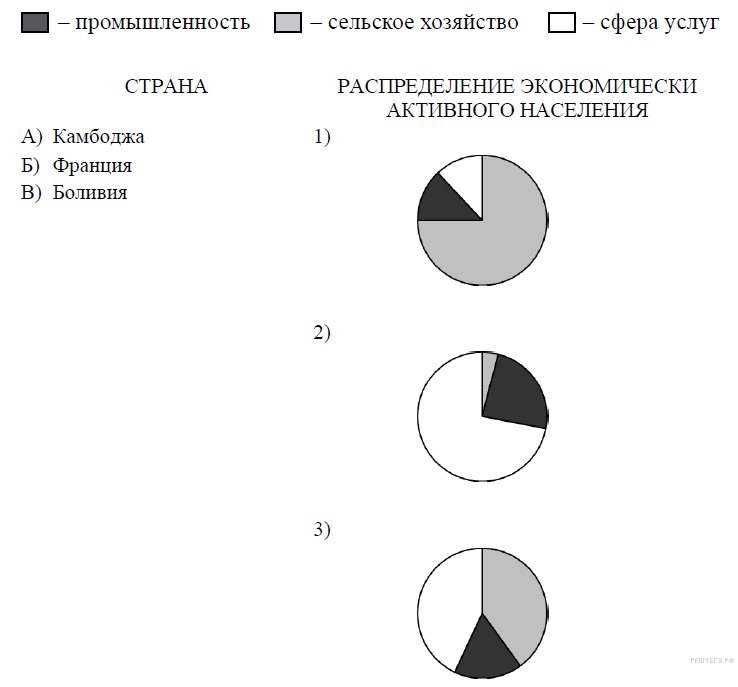 – промышленность – сельское хозяйство – сфера услуг
СТРАНА
РАСПРЕДЕЛЕНИЕ ЭКОНОМИЧЕСКИ
АКТИВНОГО НАСЕЛЕНИЯ
А) Камбоджа
Б) Франция
В) Боливия
1)
2)
3)
РЕШУЕГЭ.РФ